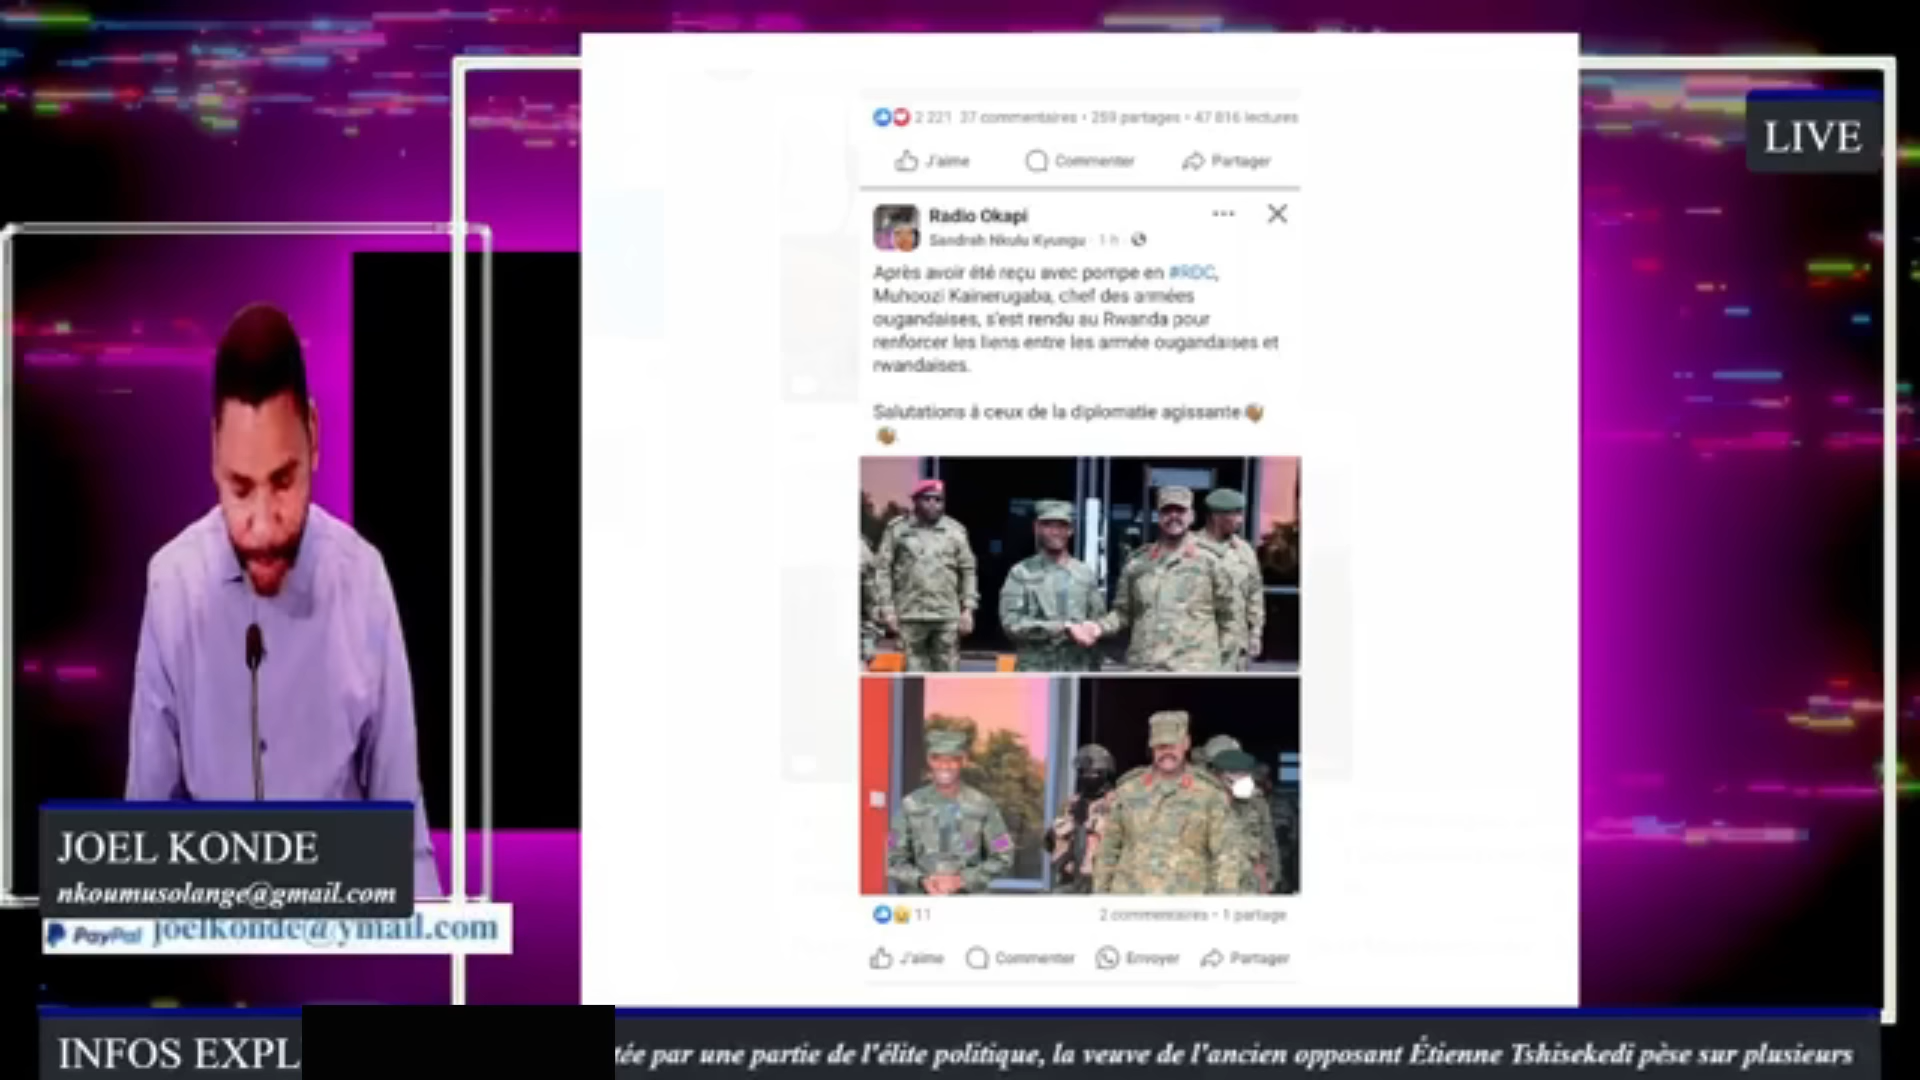 LIVE
2 221 37 commentaires • 259 partages • 47 816 lectures
J'aime Commenter Partager
Radio Okapi
Sandrah Nkulu Kyungu · 1 h ·
Après avoir été reçu avec pompe en #RDC,
Muhoozi Kainerugaba, chef des armées
ougandaises, s'est rendu au Rwanda pour
renforcer les liens entre les armée ougandaises et
rwandaises.
Salutations à ceux de la diplomatie agissante
11 2 commentaires • 1 partage
J'aime Commenter Envoyer Partager
JOEL KONDE
nkoumusolange@gmail.com
PayPal joelkonde@ymail.com
INFOS EXPL
tée par une partie de l'élite politique, la veuve de l'ancien opposant Étienne Tshisekedi pèse sur plusieurs